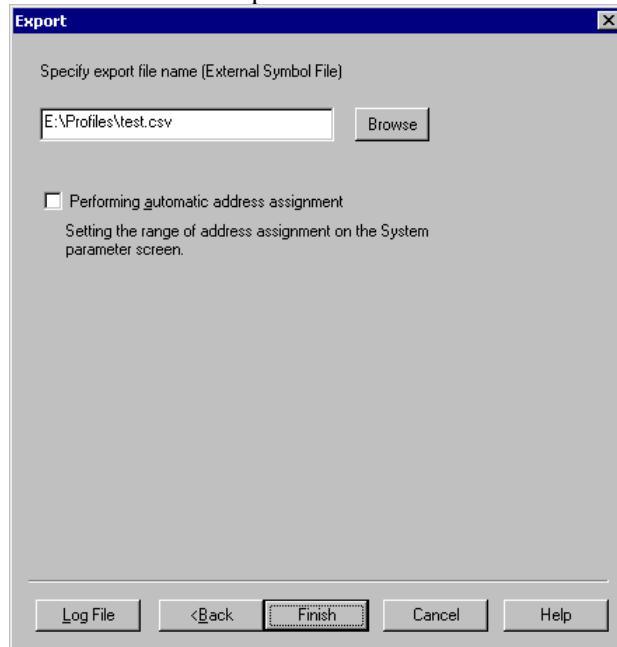 Export
Specify export file name (External Symbol File)
E:\Profiles\test.csv
Browse
Performing automatic address assignment
Setting the range of address assignment on the System
parameter screen.
Log File
<Back
Finish
Cancel
Help